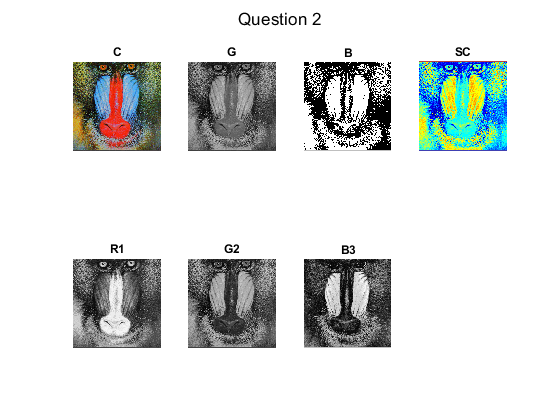 Question 2
C G B SC
R1 G2 B3